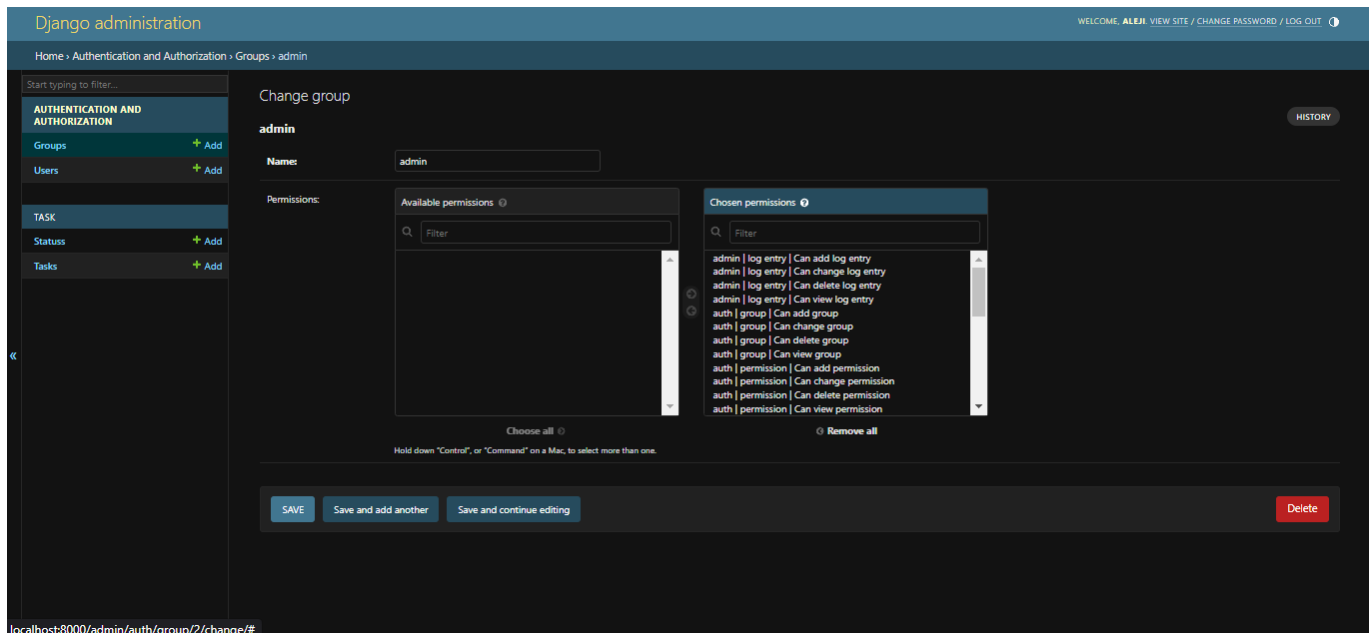 Django administration
WELCOME, ALEJI. VIEW SITE / CHANGE PASSWORD / LOG OUT
Home › Authentication and Authorization › Groups › admin
Start typing to filter...
AUTHENTICATION AND
AUTHORIZATION
Groups + Add
Users + Add
TASK
Statuss + Add
Tasks + Add
«
Change group
HISTORY
admin
Name: admin
Permissions:
Available permissions ?
Filter
Choose all
Hold down "Control", or "Command" on a Mac, to select more than one.
Chosen permissions ?
Filter
admin | log entry | Can add log entry
admin | log entry | Can change log entry
admin | log entry | Can delete log entry
admin | log entry | Can view log entry
auth | group | Can add group
auth | group | Can change group
auth | group | Can delete group
auth | group | Can view group
auth | permission | Can add permission
auth | permission | Can change permission
auth | permission | Can delete permission
auth | permission | Can view permission
Remove all
SAVE
Save and add another
Save and continue editing
Delete
localhost:8000/admin/auth/group/2/change/#